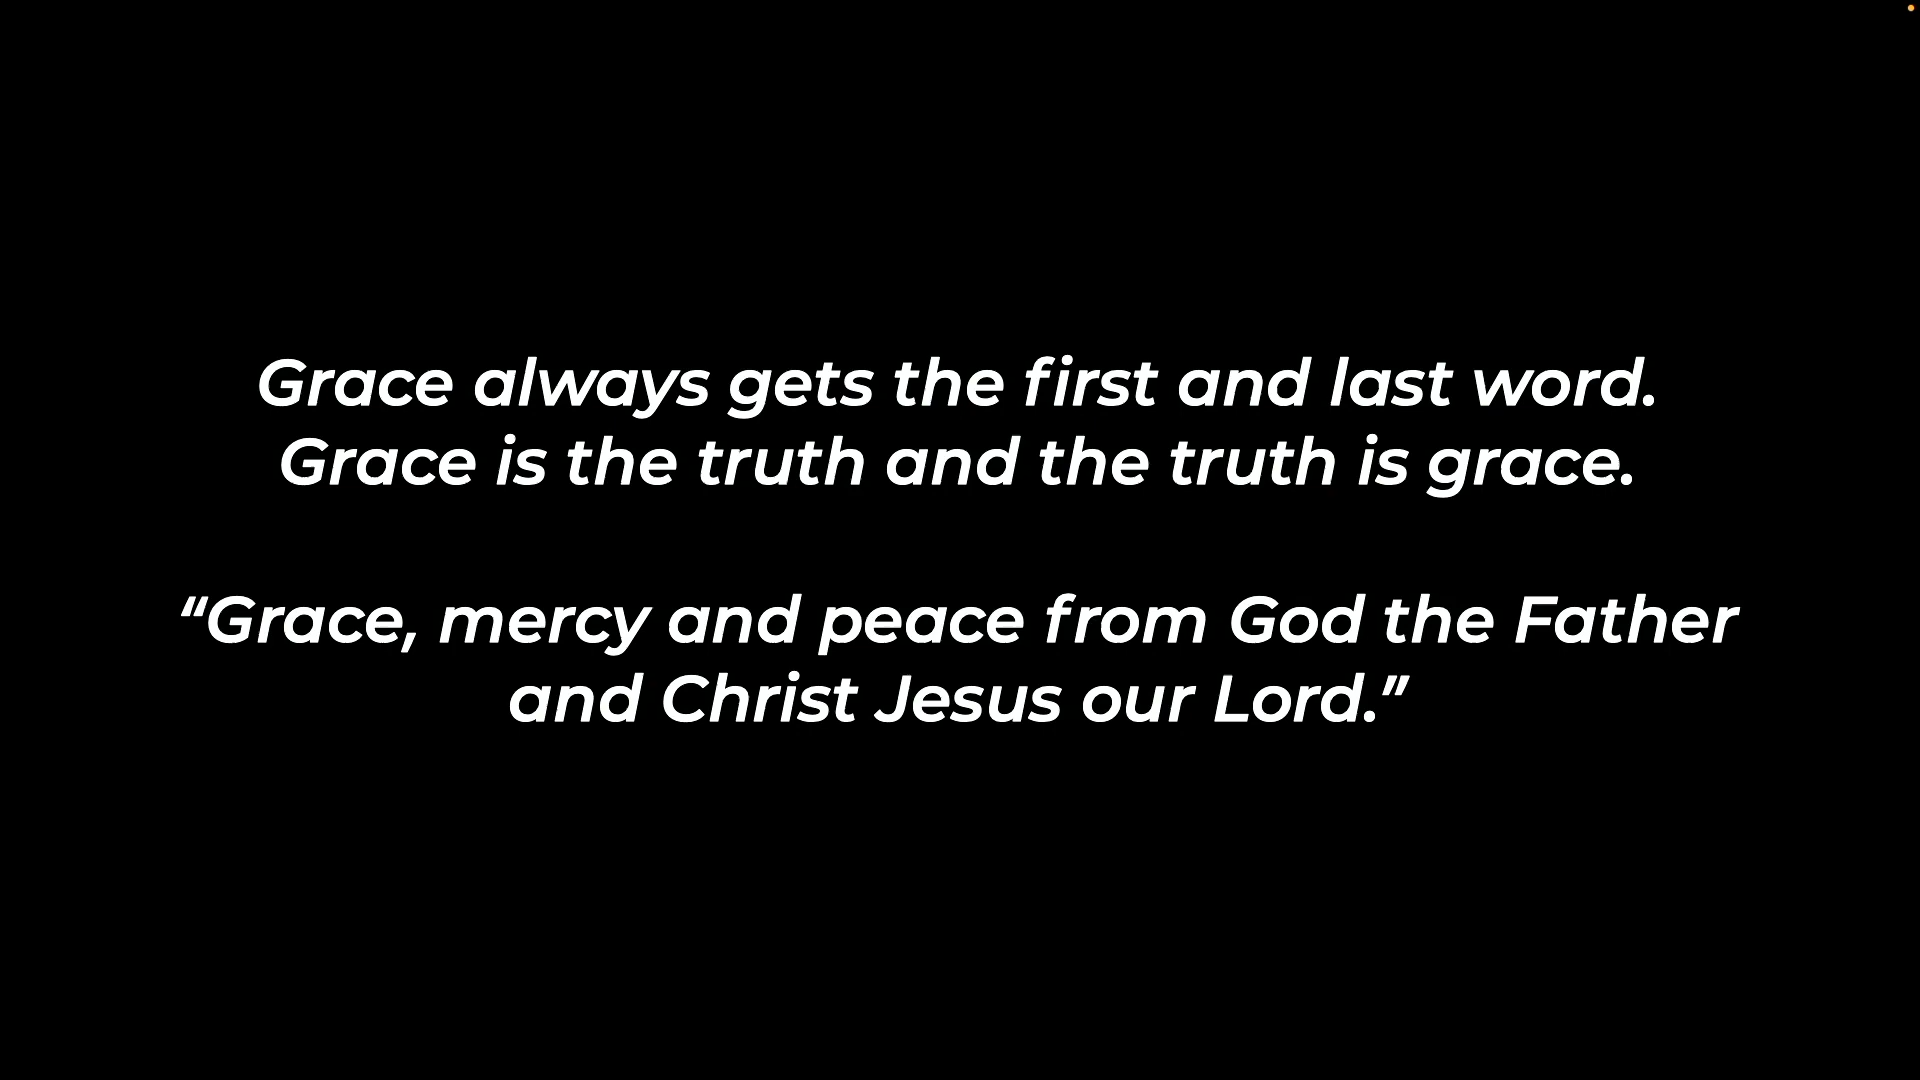 Grace always gets the first and last word.
Grace is the truth and the truth is grace.
“Grace, mercy and peace from God the Father
and Christ Jesus our Lord.”